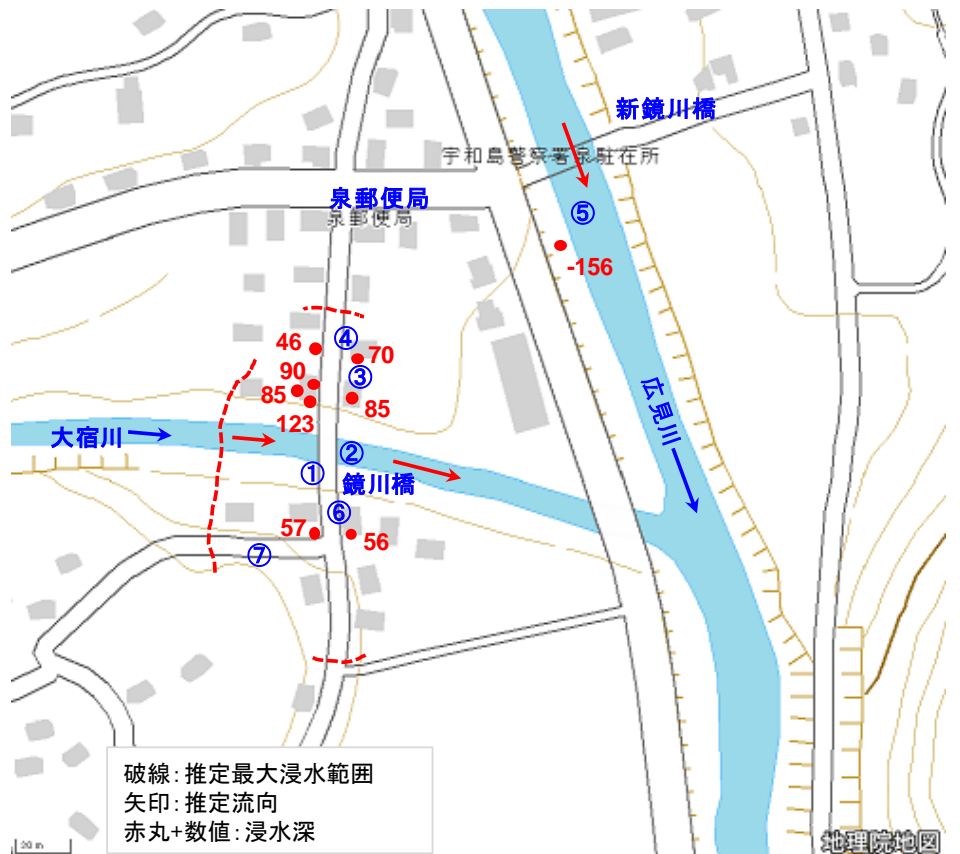 新鏡川橋
宇和島警察署泉駐在所
泉郵便局
泉郵便局
⑤
-156
46
④
70
90
③
85
85
123
広見川
大宿川
②
①
鏡川橋
⑥
57
56
⑦
破線：推定最大浸水範囲
矢印：推定流向
赤丸+数値：浸水深
20 m
地理院地図